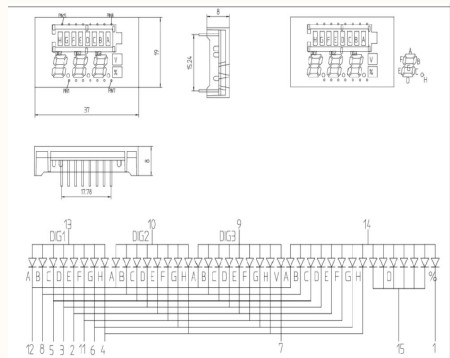 8
19
15.24
37
H G F E D C B A
V
%
H G F E D C B A
V
%
A
F B
G
E C
D H
8
17.78
13 10 9 14
DIG1 DIG2 DIG3
A B C D E F G H A B C D E F G H A B C D E F G H V A B C D E F G H D %
12 8 5 3 2 11 6 4 7 15 1